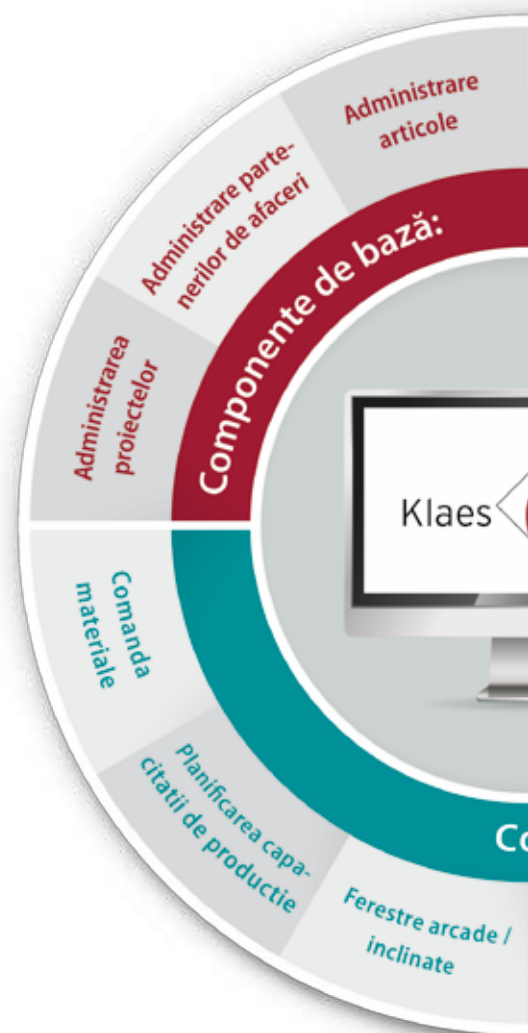 Administrare
articole
Administrare parte-
nerilor de afaceri
Administrarea
proiectelor
Componente de bază:
Klaes
Comanda
materiale
Planificarea capa-
citatii de productie
Ferestre arcade /
inclinate
Co